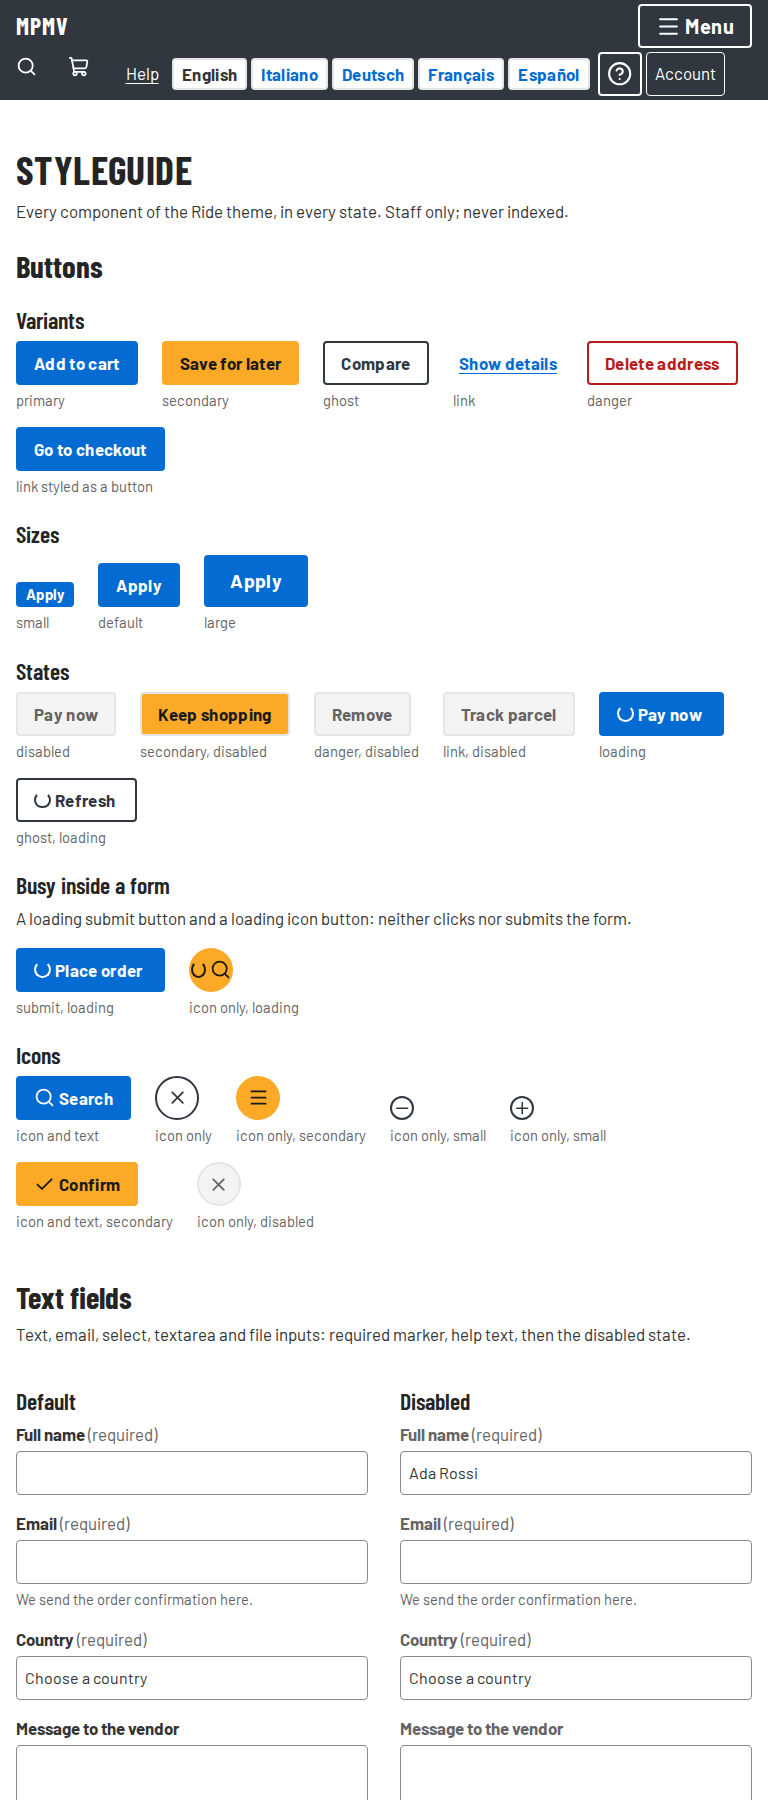 MPMV
Menu
Help English Italiano Deutsch Français Español Account
STYLEGUIDE
Every component of the Ride theme, in every state. Staff only; never indexed.
Buttons
Variants
Add to cart Save for later Compare Show details Delete address
primary secondary ghost link danger
Go to checkout
link styled as a button
Sizes
Apply Apply Apply
small default large
States
Pay now Keep shopping Remove Track parcel Pay now
disabled secondary, disabled danger, disabled link, disabled loading
Refresh
ghost, loading
Busy inside a form
A loading submit button and a loading icon button: neither clicks nor submits the form.
Place order
submit, loading icon only, loading
Icons
Search
icon and text icon only icon only, secondary icon only, small icon only, small
Confirm
icon and text, secondary icon only, disabled
Text fields
Text, email, select, textarea and file inputs: required marker, help text, then the disabled state.
Default
Full name (required)
Email (required)
We send the order confirmation here.
Country (required)
Choose a country
Message to the vendor
Disabled
Full name (required)
Ada Rossi
Email (required)
We send the order confirmation here.
Country (required)
Choose a country
Message to the vendor